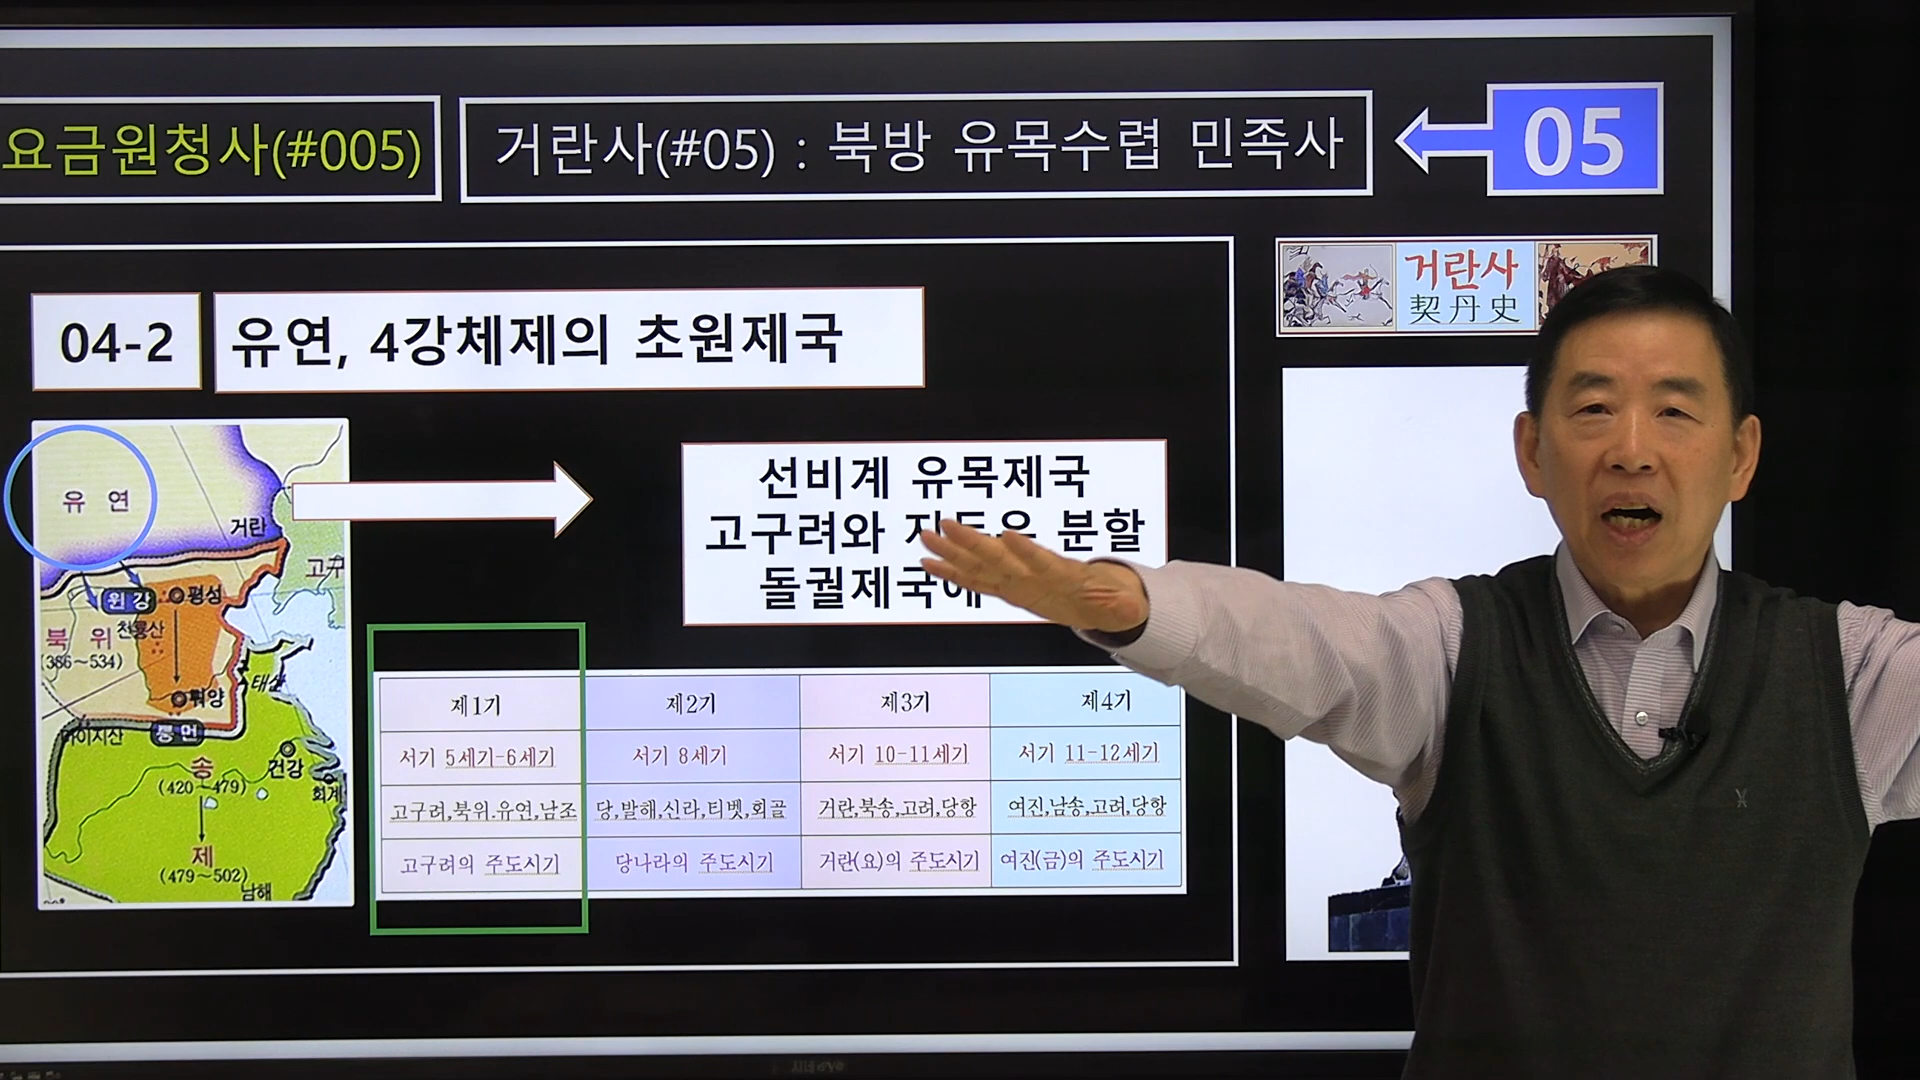 요금원청사(#005)
거란사(#05) : 북방 유목수렵 민족사
05
거란사
契丹史
04-2
유연, 4강체제의 초원제국
유 연
거란
고구
윈강
평성
북 위
천룡산
(386~534)
뤄양
태산
마이지산
룽먼
송
(420~479)
건강
회계
제
(479~502)
남해
선비계 유목제국
고구려와 분할
돌궐제국에
제1기 제2기 제3기 제4기
서기 5세기-6세기 서기 8세기 서기 10-11세기 서기 11-12세기
고구려,북위.유연,남조 당,발해,신라,티벳,회골 거란,북송,고려,당항 여진,남송,고려,당항
고구려의 주도시기 당나라의 주도시기 거란(요)의 주도시기 여진(금)의 주도시기